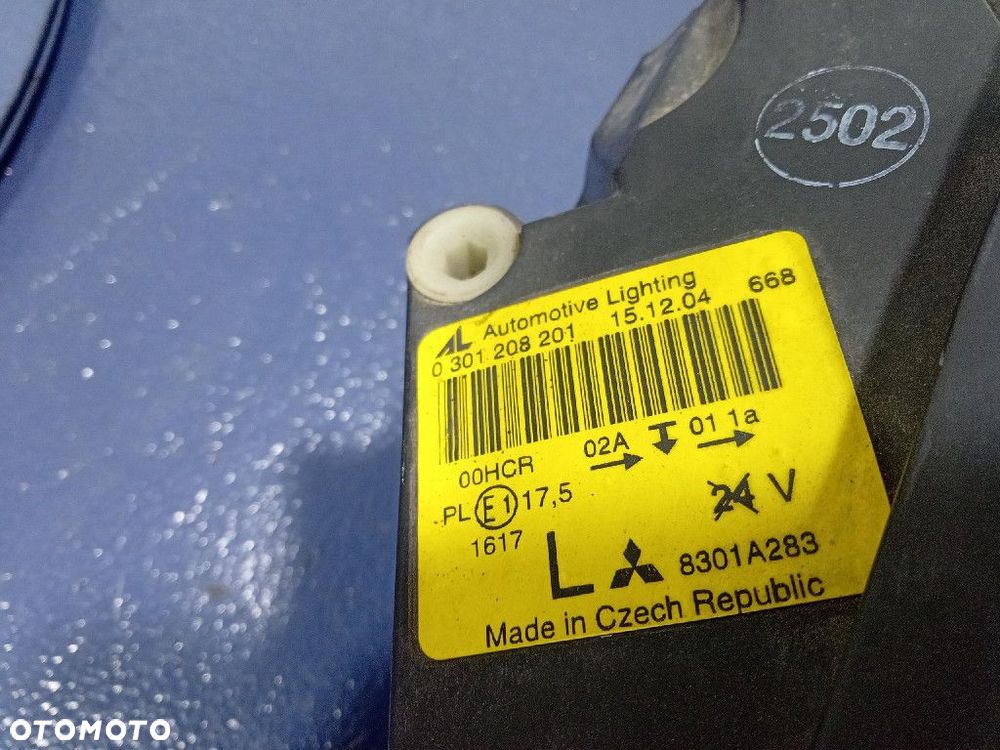 2502
AL Automotive Lighting
0 301 208 201 15.12.04 668
00HCR 02A 01 1a
PL E1 17,5
24 V
1617
L 8301A283
Made in Czech Republic
OTOMOTO